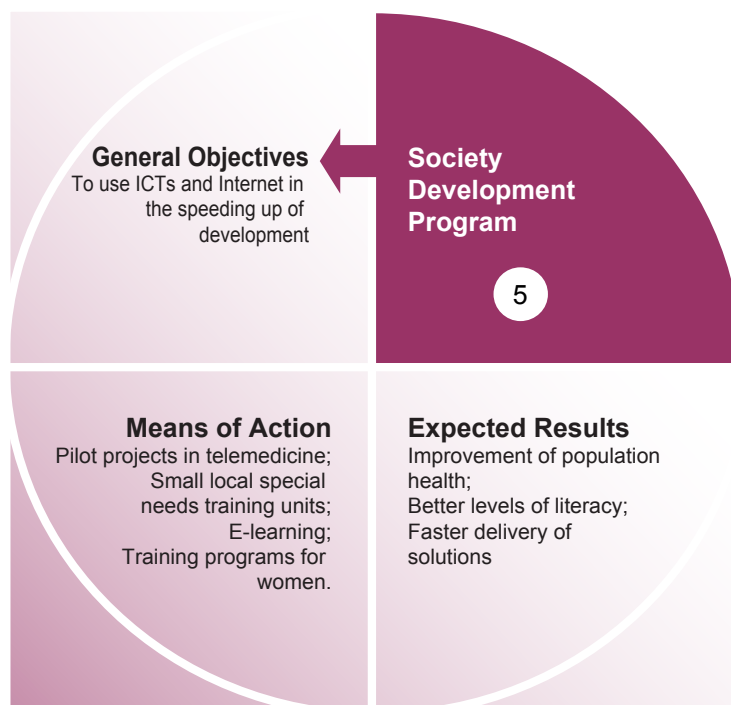 General Objectives
To use ICTs and Internet in
the speeding up of
development
Society
Development
Program
5
Means of Action
Pilot projects in telemedicine;
Small local special
needs training units;
E-learning;
Training programs for
women.
Expected Results
Improvement of population
health;
Better levels of literacy;
Faster delivery of
solutions